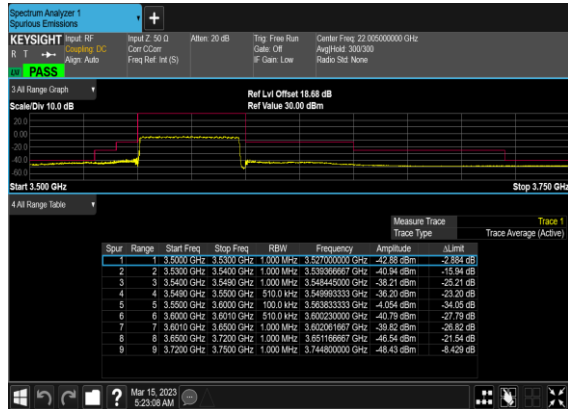 Spectrum Analyzer 1
Spurious Emissions
+
KEYSIGHT Input: RF Input Z: 50 Ω Atten: 20 dB Trig: Free Run Center Freq: 22.005000000 GHz
R T Coupling: DC Corr CCorr Gate: Off Avg|Hold: 300/300
Align: Auto Freq Ref: Int (S) IF Gain: Low Radio Std: None
PASS
3 All Range Graph
Ref Lvl Offset 18.68 dB
Scale/Div 10.0 dB Ref Value 30.00 dBm
20.0
0.00
-20.0
-40.0
-60.0
Start 3.500 GHz Stop 3.750 GHz
4 All Range Table
Measure Trace Trace 1
Trace Type Trace Average (Active)
Spur Range Start Freq Stop Freq RBW Frequency Amplitude ΔLimit
1 1 3.5000 GHz 3.5300 GHz 1.000 MHz 3.527000000 GHz -42.88 dBm -2.884 dB
2 2 3.5300 GHz 3.5400 GHz 1.000 MHz 3.539366667 GHz -40.94 dBm -15.94 dB
3 3 3.5400 GHz 3.5490 GHz 1.000 MHz 3.548445000 GHz -38.21 dBm -25.21 dB
4 4 3.5490 GHz 3.5500 GHz 510.0 kHz 3.549993333 GHz -36.20 dBm -23.20 dB
5 5 3.5500 GHz 3.6000 GHz 100.0 kHz 3.563833333 GHz -4.054 dBm -34.05 dB
6 6 3.6000 GHz 3.6010 GHz 510.0 kHz 3.600230000 GHz -40.79 dBm -27.79 dB
7 7 3.6010 GHz 3.6500 GHz 1.000 MHz 3.602061667 GHz -39.82 dBm -26.82 dB
8 8 3.6500 GHz 3.7200 GHz 1.000 MHz 3.651166667 GHz -46.54 dBm -21.54 dB
9 9 3.7200 GHz 3.7500 GHz 1.000 MHz 3.744800000 GHz -48.43 dBm -8.429 dB
? Mar 15, 2023
5:23:08 AM